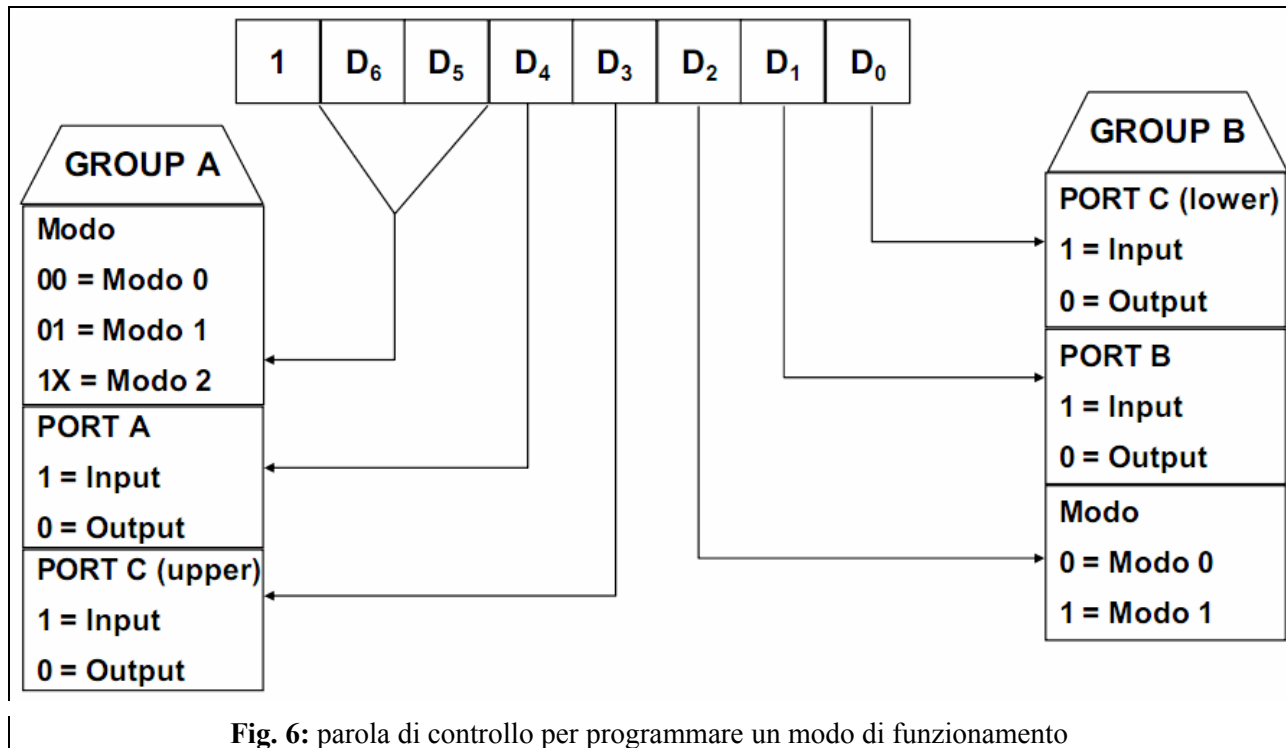 1 D₆ D₅ D₄ D₃ D₂ D₁ D₀
GROUP A
Modo
00 = Modo 0
01 = Modo 1
1X = Modo 2
PORT A
1 = Input
0 = Output
PORT C (upper)
1 = Input
0 = Output
GROUP B
PORT C (lower)
1 = Input
0 = Output
PORT B
1 = Input
0 = Output
Modo
0 = Modo 0
1 = Modo 1
Fig. 6: parola di controllo per programmare un modo di funzionamento